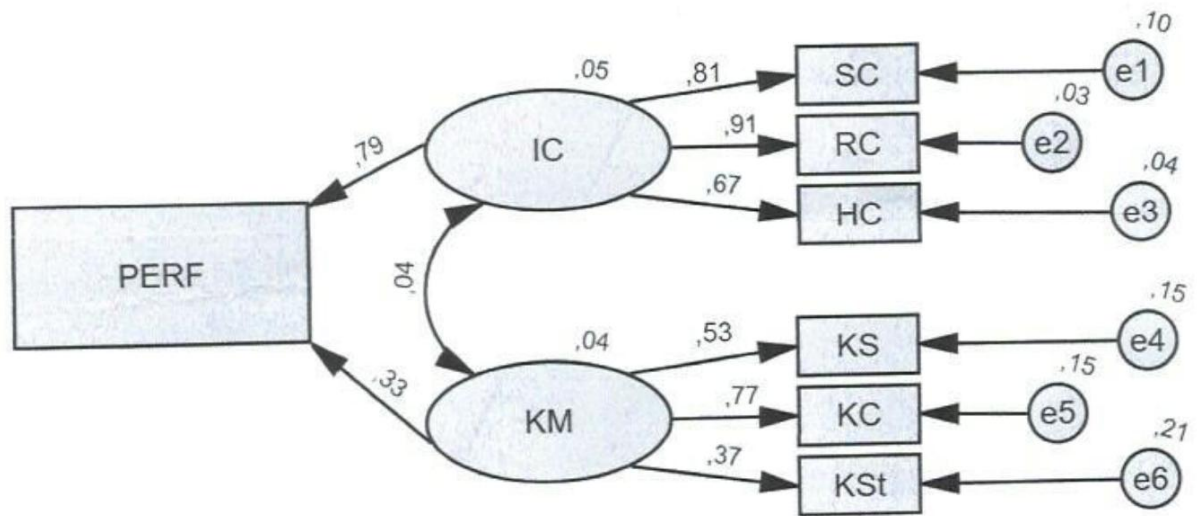 ,10
,05
,81
SC
e1
,03
IC
,91
RC
e2
,79
,67
HC
,04
e3
PERF
,04
,15
,04
,53
KS
e4
,15
,33
KM
,77
KC
e5
,21
,37
KSt
e6